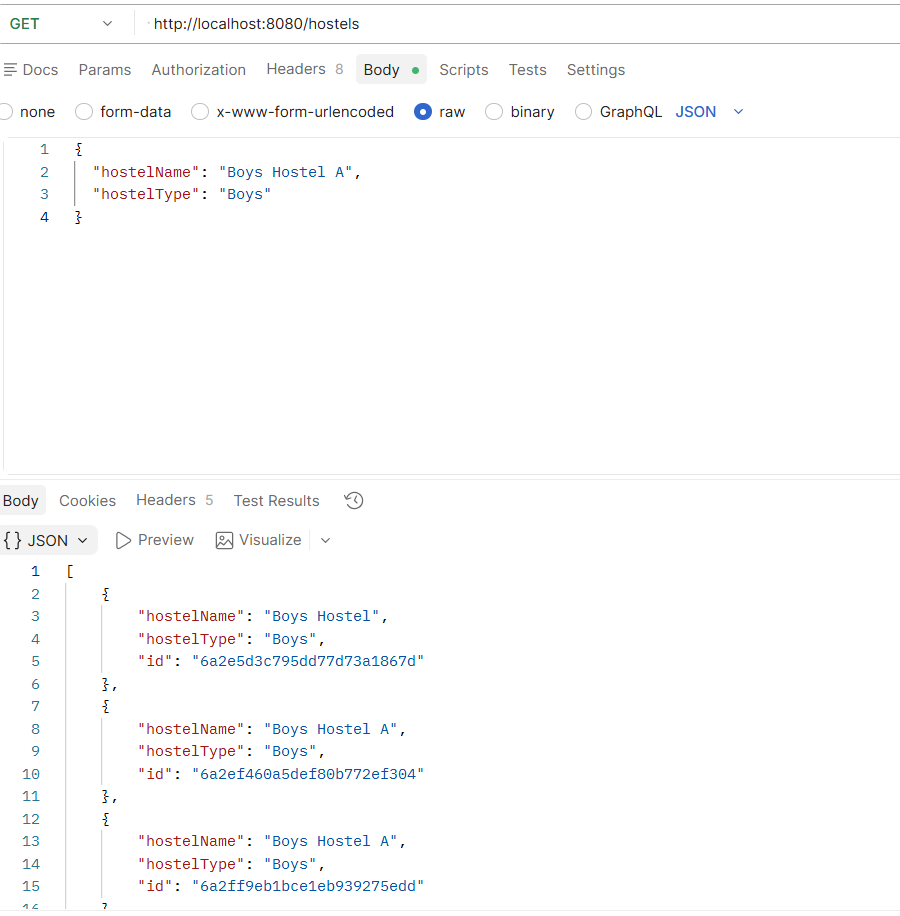 GET http://localhost:8080/hostels
Docs Params Authorization Headers 8 Body Scripts Tests Settings
none form-data x-www-form-urlencoded raw binary GraphQL JSON
1 {
2 "hostelName": "Boys Hostel A",
3 "hostelType": "Boys"
4 }
Body Cookies Headers 5 Test Results
{} JSON Preview Visualize
1 [
2 {
3 "hostelName": "Boys Hostel",
4 "hostelType": "Boys",
5 "id": "6a2e5d3c795dd77d73a1867d"
6 },
7 {
8 "hostelName": "Boys Hostel A",
9 "hostelType": "Boys",
10 "id": "6a2ef460a5def80b772ef304"
11 },
12 {
13 "hostelName": "Boys Hostel A",
14 "hostelType": "Boys",
15 "id": "6a2ff9eb1bce1eb939275edd"
16 }